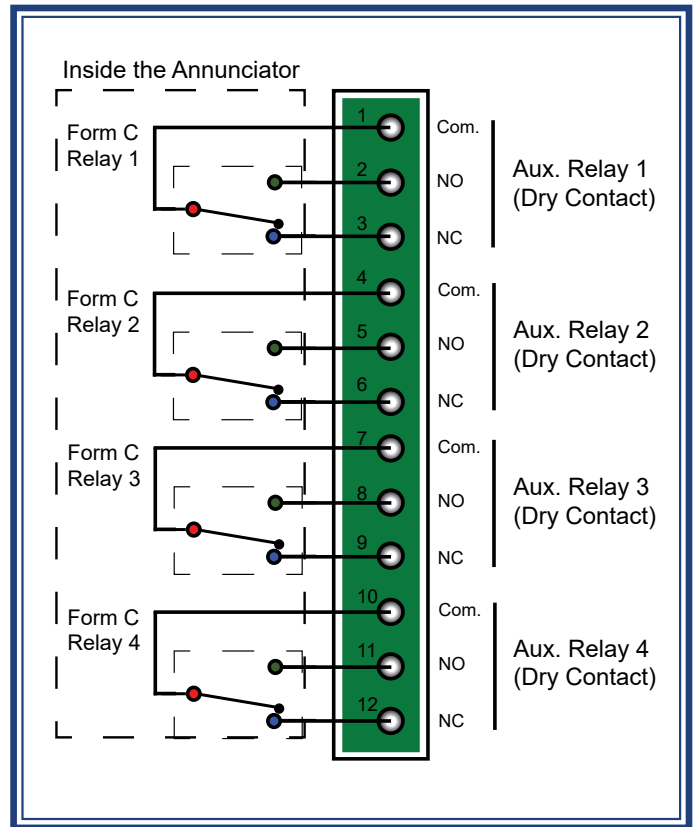 Inside the Annunciator
Form C
Relay 1
1
Com.
2
NO
3
NC
Aux. Relay 1
(Dry Contact)
Form C
Relay 2
4
Com.
5
NO
6
NC
Aux. Relay 2
(Dry Contact)
Form C
Relay 3
7
Com.
8
NO
9
NC
Aux. Relay 3
(Dry Contact)
Form C
Relay 4
10
Com.
11
NO
12
NC
Aux. Relay 4
(Dry Contact)